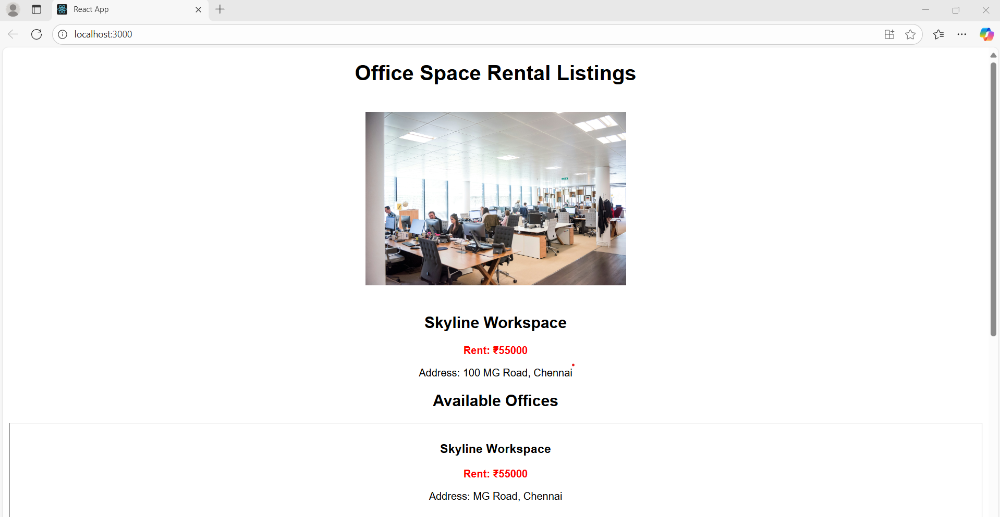 React App
localhost:3000
Office Space Rental Listings
Skyline Workspace
Rent: ₹55000
Address: 100 MG Road, Chennai
Available Offices
Skyline Workspace
Rent: ₹55000
Address: MG Road, Chennai